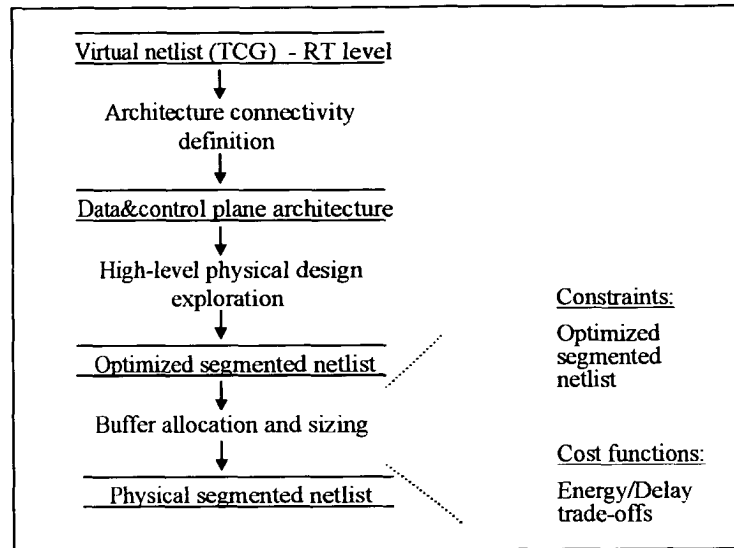 Virtual netlist (TCG) - RT level
Architecture connectivity
definition
Data&control plane architecture
High-level physical design
exploration
Optimized segmented netlist
Buffer allocation and sizing
Physical segmented netlist
Constraints:
Optimized
segmented
netlist
Cost functions:
Energy/Delay
trade-offs